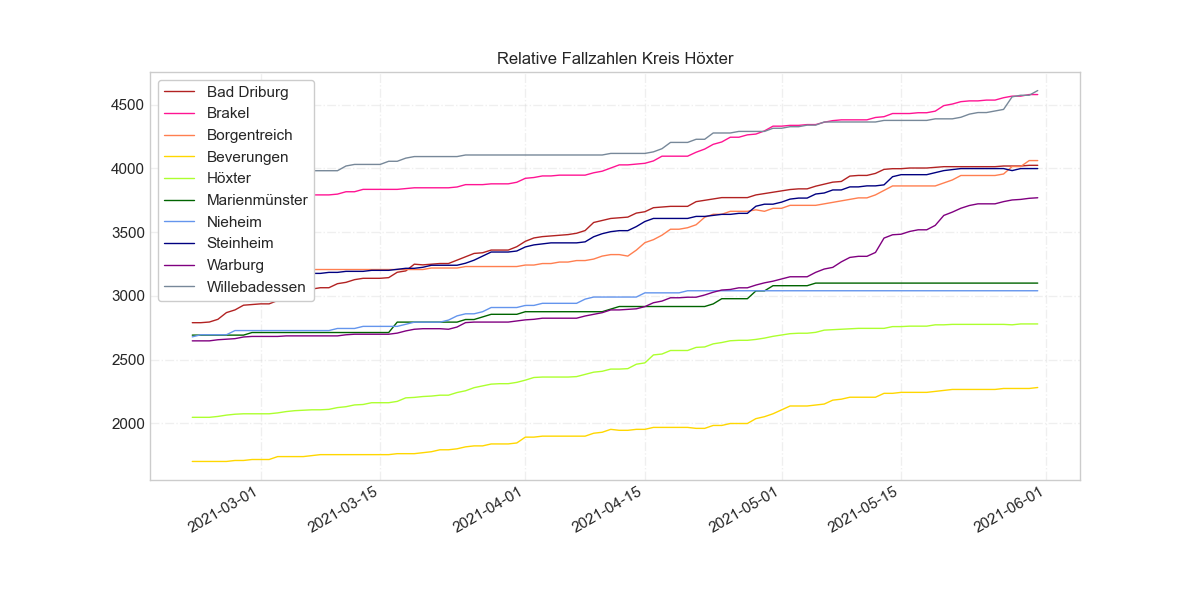 Relative Fallzahlen Kreis Höxter
Bad Driburg
Brakel
Borgentreich
Beverungen
Höxter
Marienmünster
Nieheim
Steinheim
Warburg
Willebadessen
4500
4000
3500
3000
2500
2000
2021-03-01
2021-03-15
2021-04-01
2021-04-15
2021-05-01
2021-05-15
2021-06-01